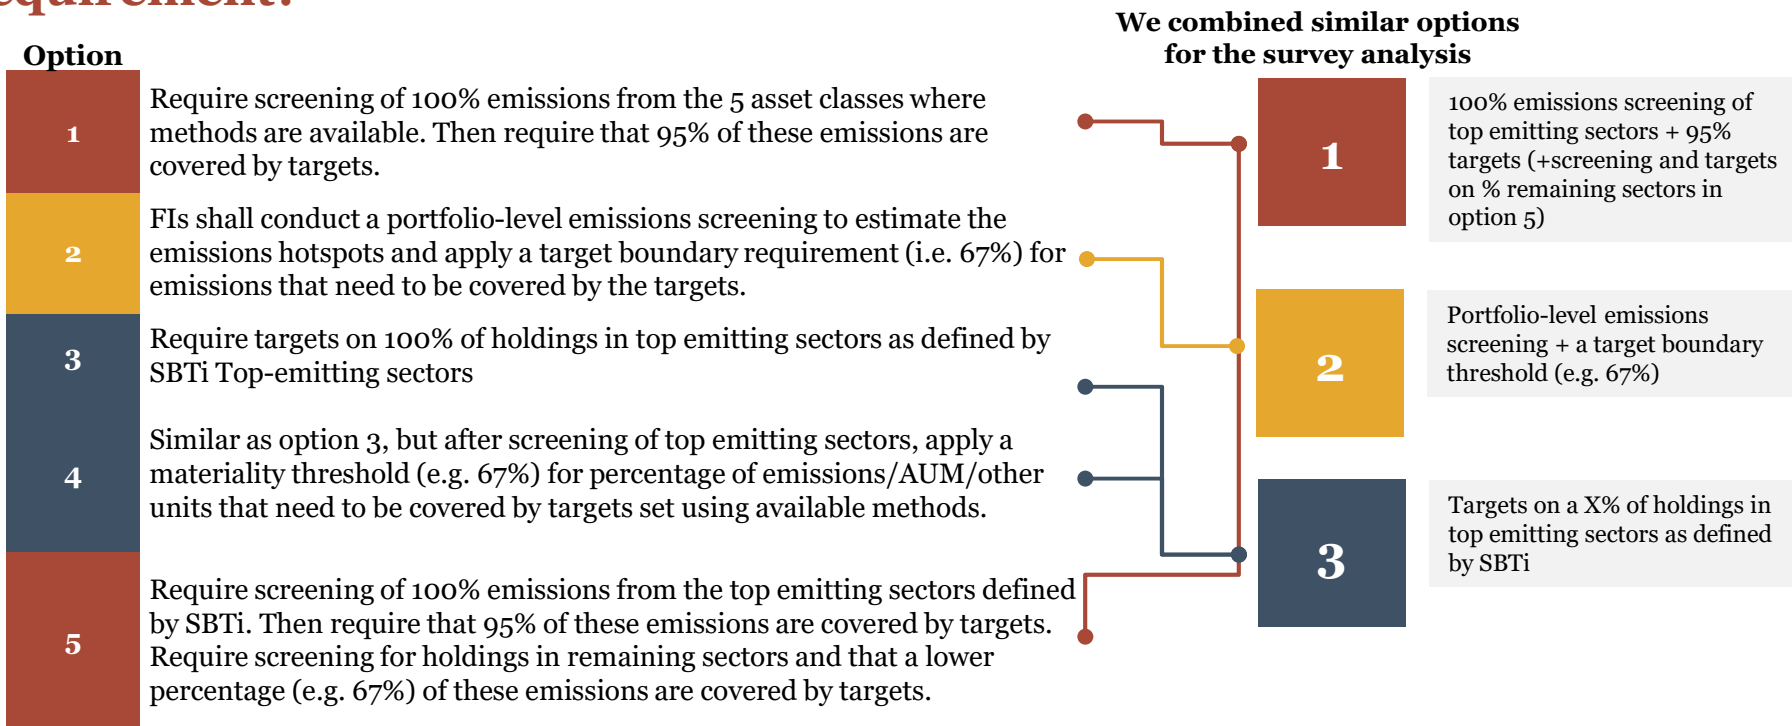 equirement?
Option
We combined similar options
for the survey analysis
1
Require screening of 100% emissions from the 5 asset classes where
methods are available. Then require that 95% of these emissions are
covered by targets.
2
FIs shall conduct a portfolio-level emissions screening to estimate the
emissions hotspots and apply a target boundary requirement (i.e. 67%) for
emissions that need to be covered by the targets.
3
Require targets on 100% of holdings in top emitting sectors as defined by
SBTi Top-emitting sectors
4
Similar as option 3, but after screening of top emitting sectors, apply a
materiality threshold (e.g. 67%) for percentage of emissions/AUM/other
units that need to be covered by targets set using available methods.
5
Require screening of 100% emissions from the top emitting sectors defined
by SBTi. Then require that 95% of these emissions are covered by targets.
Require screening for holdings in remaining sectors and that a lower
percentage (e.g. 67%) of these emissions are covered by targets.
1
100% emissions screening of
top emitting sectors + 95%
targets (+screening and targets
on % remaining sectors in
option 5)
2
Portfolio-level emissions
screening + a target boundary
threshold (e.g. 67%)
3
Targets on a X% of holdings in
top emitting sectors as defined
by SBTi